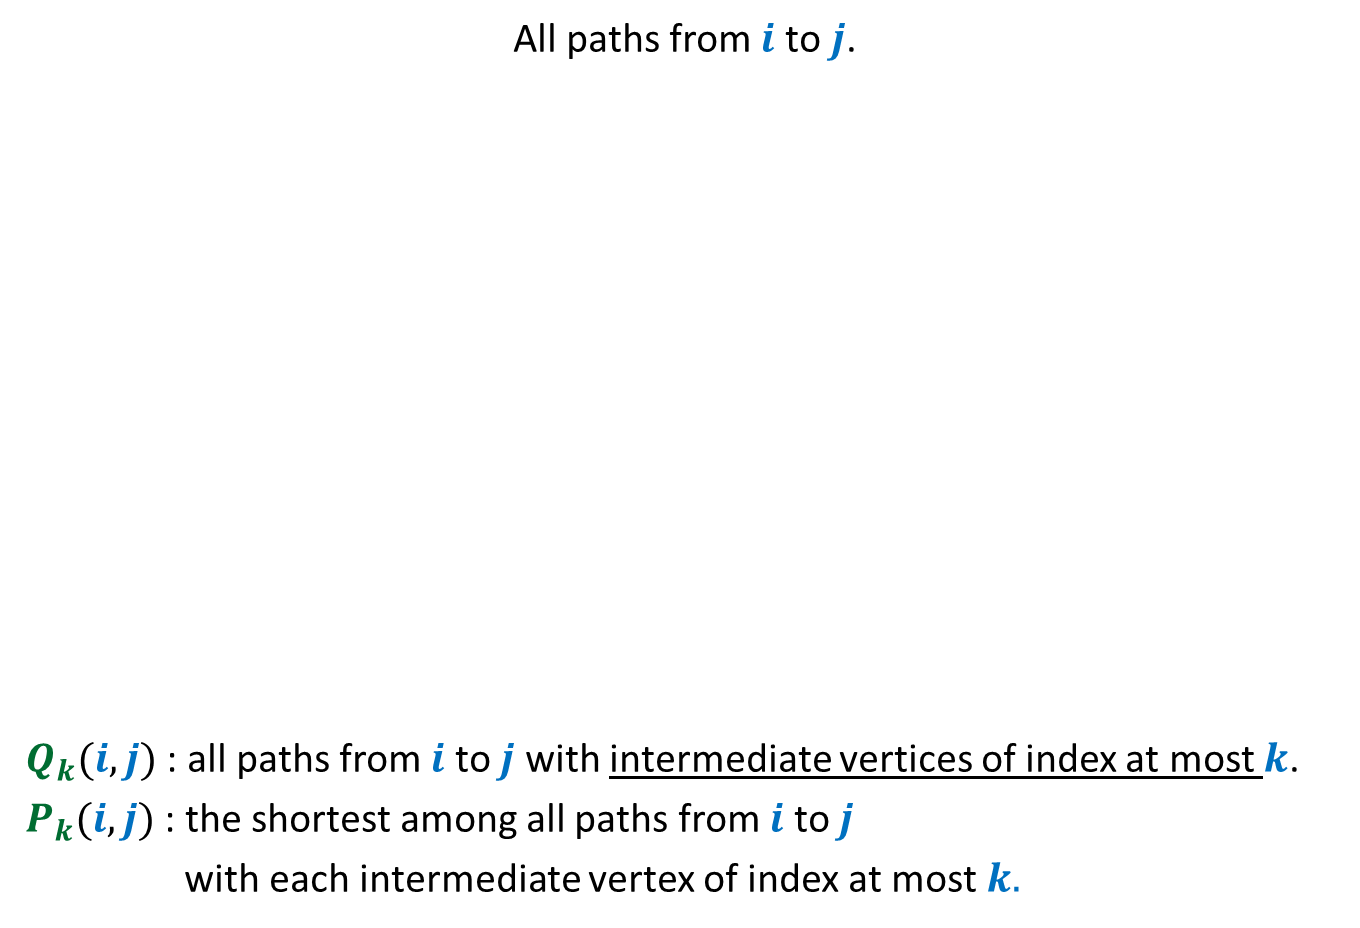 All paths from i to j.
Qₖ(i,j) : all paths from i to j with intermediate vertices of index at most k.
Pₖ(i,j) : the shortest among all paths from i to j
with each intermediate vertex of index at most k.